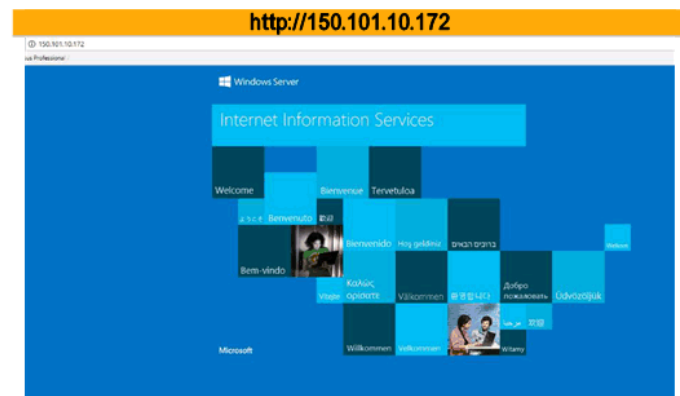 http://150.101.10.172
150.101.10.172
us Professional
Windows Server
Internet Information Services
Welcome
Bienvenue
Tervetuloa
ようこそ
Benvenuto
歡迎
Bienvenido
Hoş geldiniz
ברוכים הבאים
Bem-vindo
Vítejte
Καλώς
ορίσατε
Välkommen
환영합니다
Добро
пожаловать
Üdvözöljük
مرحبا
欢迎
Microsoft
Willkommen
Velkommen
Witamy